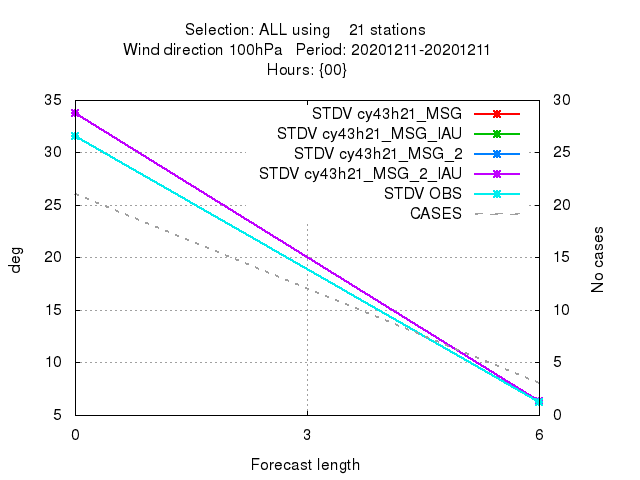 Selection: ALL using    21 stations
Wind direction 100hPa   Period: 20201211-20201211
Hours: {00}
STDV cy43h21_MSG
STDV cy43h21_MSG_IAU
STDV cy43h21_MSG_2
STDV cy43h21_MSG_2_IAU
STDV OBS
CASES
35
30
25
20
15
10
5
deg
30
25
20
15
10
5
0
No cases
0 3 6
Forecast length